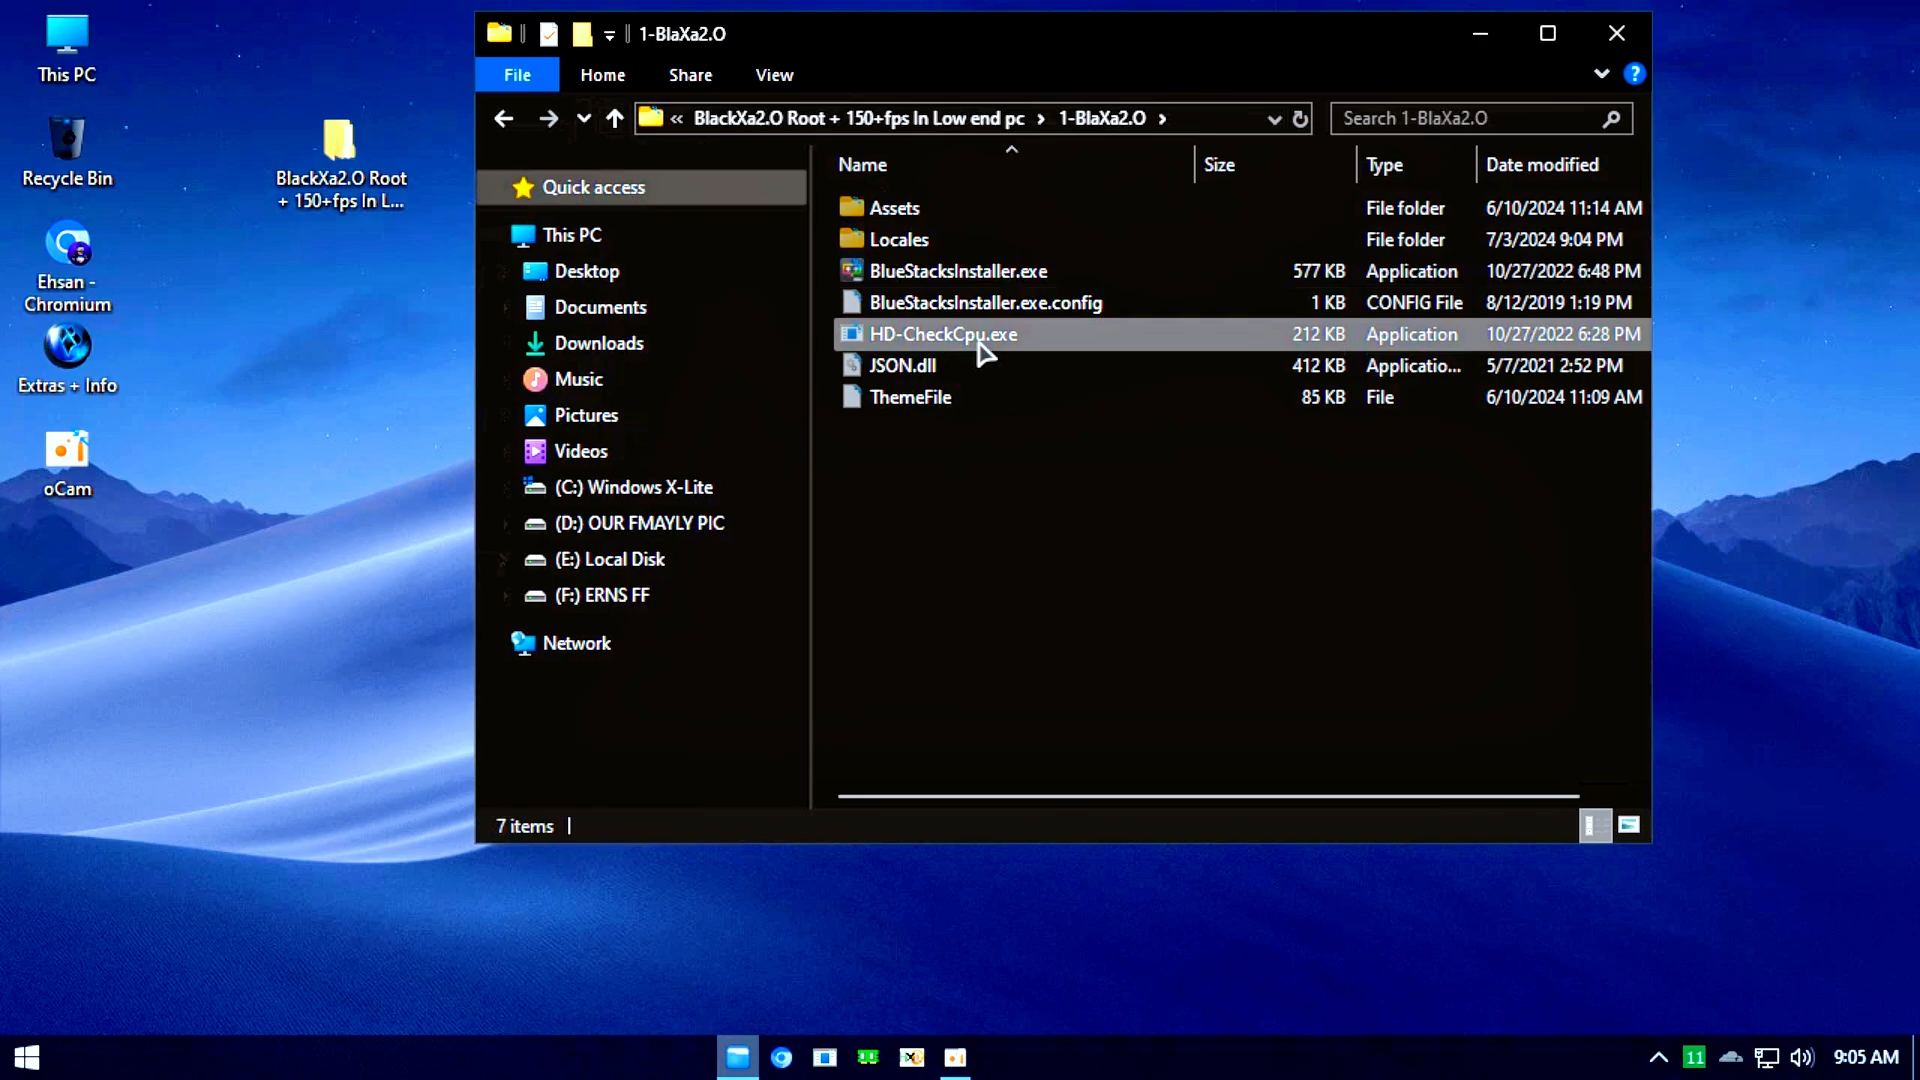 This PC
Recycle Bin
BlackXa2.O Root
+ 150+fps In L...
Ehsan -
Chromium
Extras + Info
oCam
1-BlaXa2.O
File
Home
Share
View
?
« BlackXa2.O Root + 150+fps In Low end pc › 1-BlaXa2.O ›
Search 1-BlaXa2.O
Quick access
This PC
Desktop
Documents
Downloads
Music
Pictures
Videos
(C:) Windows X-Lite
(D:) OUR FMAYLY PIC
(E:) Local Disk
(F:) ERNS FF
Network
Name Size Type Date modified
Assets File folder 6/10/2024 11:14 AM
Locales File folder 7/3/2024 9:04 PM
BlueStacksInstaller.exe 577 KB Application 10/27/2022 6:48 PM
BlueStacksInstaller.exe.config 1 KB CONFIG File 8/12/2019 1:19 PM
HD-CheckCpu.exe 212 KB Application 10/27/2022 6:28 PM
JSON.dll 412 KB Applicatio... 5/7/2021 2:52 PM
ThemeFile 85 KB File 6/10/2024 11:09 AM
7 items
11
9:05 AM